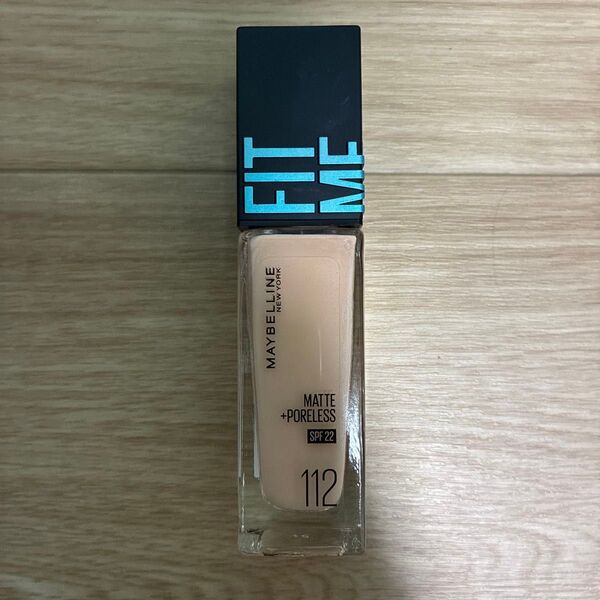 FIT
ME
MAYBELLINE
NEW YORK
MATTE
+PORELESS
SPF 22
112